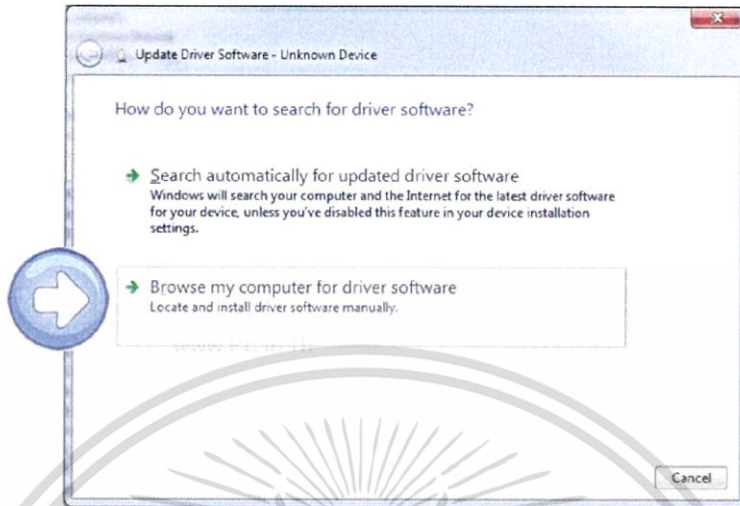 Update Driver Software - Unknown Device
How do you want to search for driver software?
Search automatically for updated driver software
Windows will search your computer and the Internet for the latest driver software
for your device, unless you've disabled this feature in your device installation
settings.
Browse my computer for driver software
Locate and install driver software manually.
Cancel